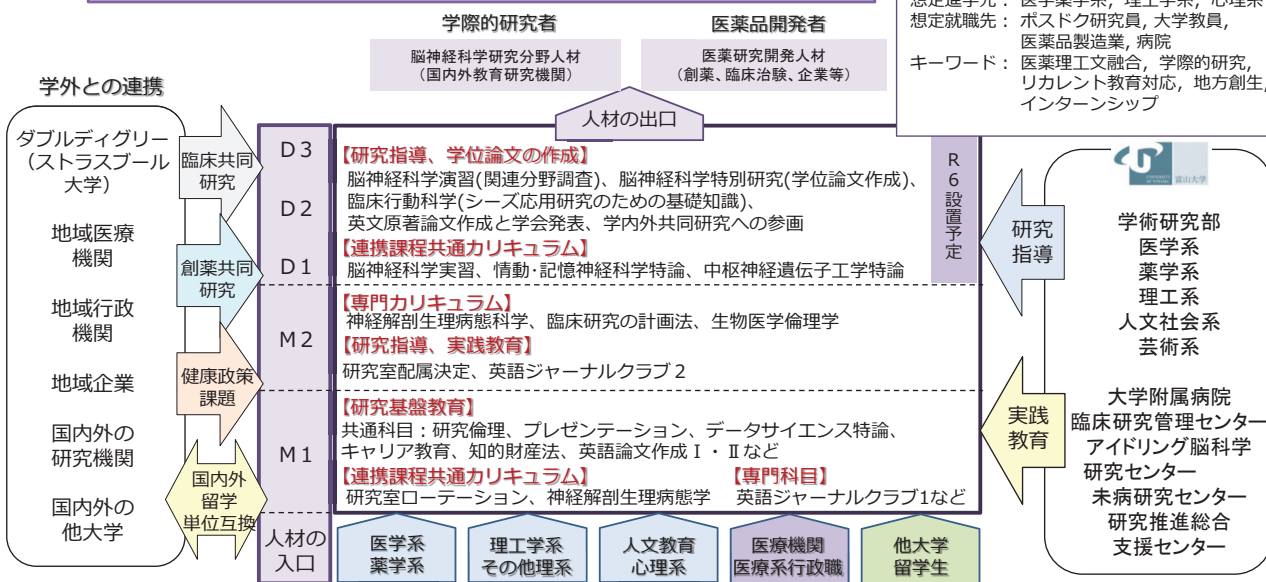 学際的研究者
医薬品開発者
脳神経科学研究分野人材
（国内外教育研究機関）
医薬研究開発人材
（創薬、臨床治験、企業等）
想定進学先： 医学薬学系, 理工学系, 心理系
想定就職先： ポスドク研究員, 大学教員,
医薬品製造業, 病院
キーワード： 医薬理工文融合, 学際的研究,
リカレント教育対応, 地方創生,
インターンシップ
学外との連携
ダブルディグリー
（ストラスブール
大学）
地域医療
機関
地域行政
機関
地域企業
国内外の
研究機関
国内外の
他大学
臨床共同
研究
創薬共同
研究
健康政策
課題
国内外
留学
単位互換
人材の出口
D3
D2
D1
M2
M1
人材の
入口
【研究指導、学位論文の作成】
脳神経科学演習(関連分野調査)、脳神経科学特別研究(学位論文作成)、
臨床行動科学(シーズ応用研究のための基礎知識)、
英文原著論文作成と学会発表、学内外共同研究への参画
【連携課程共通カリキュラム】
脳神経科学実習、情動･記憶神経科学特論、中枢神経遺伝子工学特論
R6設置予定
【専門カリキュラム】
神経解剖生理病態科学、臨床研究の計画法、生物医学倫理学
【研究指導、実践教育】
研究室配属決定、英語ジャーナルクラブ２
【研究基盤教育】
共通科目：研究倫理、プレゼンテーション、データサイエンス特論、
キャリア教育、知的財産法、英語論文作成Ⅰ・Ⅱなど
【連携課程共通カリキュラム】
研究室ローテーション、神経解剖生理病態学
【専門科目】
英語ジャーナルクラブ1など
医学系
薬学系
理工学系
その他理系
人文教育
心理系
医療機関
医療系行政職
他大学
留学生
研究
指導
実践
教育
富山大学
学術研究部
医学系
薬学系
理工系
人文社会系
芸術系
大学附属病院
臨床研究管理センター
アイドリング脳科学
研究センター
未病研究センター
研究推進総合
支援センター